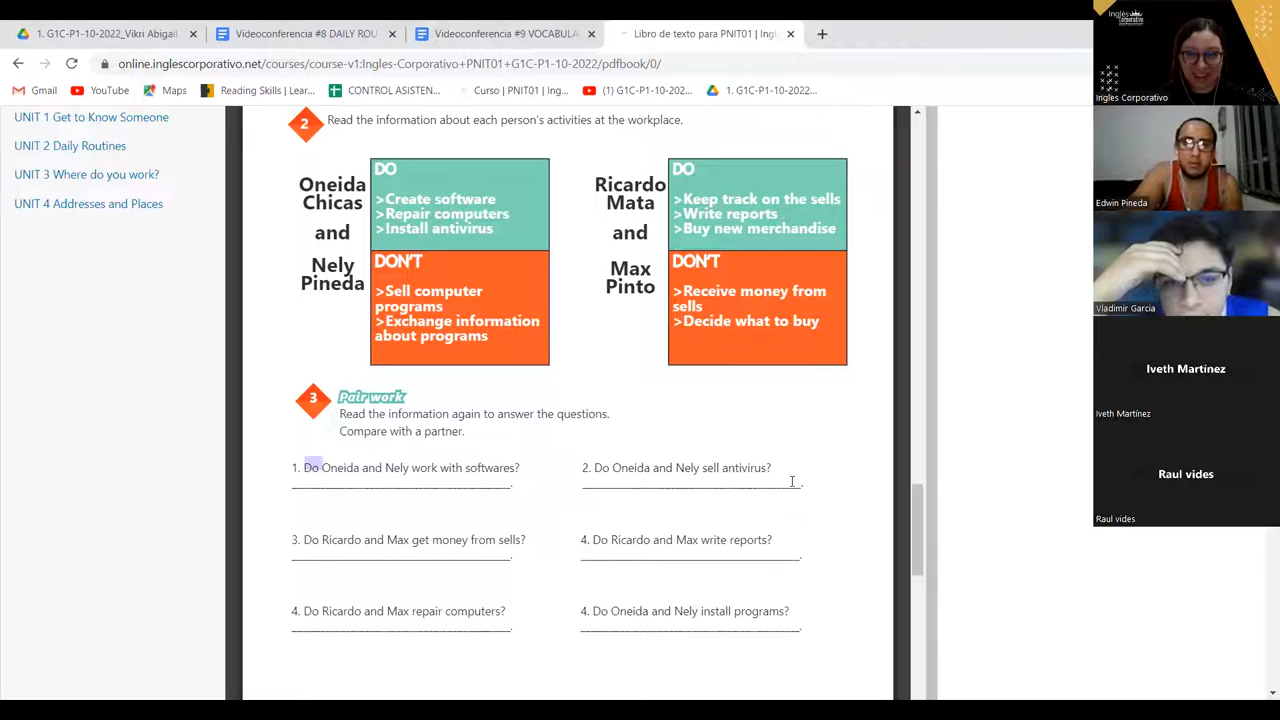 1. G1C-P1-10-2022_Vikri Abigail
Videoconferencia #8 DAILY ROU
Videoconferencia #9 VOCABULA
Libro de texto para PNIT01 | Ingl
online.inglescorporativo.net/courses/course-v1:Ingles-Corporativo+PNIT01+G1C-P1-10-2022/pdfbook/0/
Gmail
YouTube
Maps
Reading Skills | Lear...
CONTROL ASISTEN...
Curso | PNIT01 | Ing...
(1) G1C-P1-10-202...
1. G1C-P1-10-2022...
UNIT 1 Get to Know Someone
UNIT 2 Daily Routines
UNIT 3 Where do you work?
UNIT 4 Addresses and Places
2
Read the information about each person's activities at the workplace.
Oneida
Chicas
and
Nely
Pineda
DO
>Create software
>Repair computers
>Install antivirus
DON'T
>Sell computer
programs
>Exchange information
about programs
Ricardo
Mata
and
Max
Pinto
DO
>Keep track on the sells
>Write reports
>Buy new merchandise
DON'T
>Receive money from
sells
>Decide what to buy
3
Pair work
Read the information again to answer the questions.
Compare with a partner.
1. Do Oneida and Nely work with softwares?
2. Do Oneida and Nely sell antivirus?
3. Do Ricardo and Max get money from sells?
4. Do Ricardo and Max write reports?
4. Do Ricardo and Max repair computers?
4. Do Oneida and Nely install programs?
Inglés
Corporativo
Ingles Corporativo
Edwin Pineda
Vladimir Garcia
Iveth Martinez
Iveth Martínez
Raul vides
Raul vides